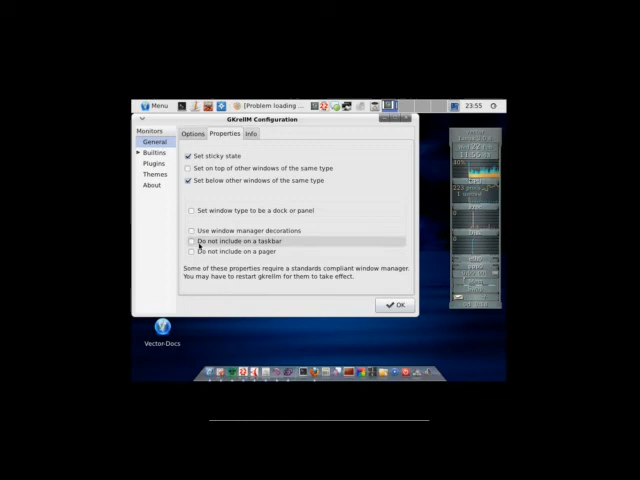 Menu
[Problem loading ...
23:55
GKrellM Configuration
Monitors
General
Builtins
Plugins
Themes
About
Options
Properties
Info
Set sticky state
Set on top of other windows of the same type
Set below other windows of the same type
Set window type to be a dock or panel
Use window manager decorations
Do not include on a taskbar
Do not include on a pager
Some of these properties require a standards compliant window manager.
You may have to restart gkrellm for them to take effect.
OK
Vector-Docs